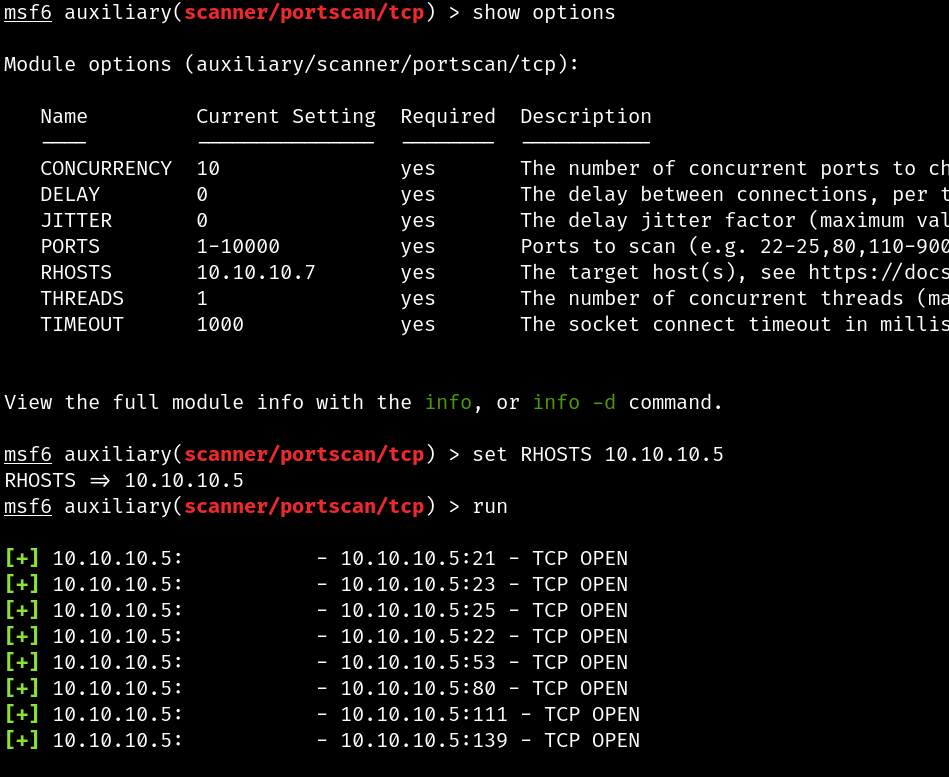 msf6 auxiliary(scanner/portscan/tcp) > show options
Module options (auxiliary/scanner/portscan/tcp):
Name Current Setting Required Description
---- --------------- -------- -----------
CONCURRENCY 10 yes The number of concurrent ports to ch
DELAY 0 yes The delay between connections, per t
JITTER 0 yes The delay jitter factor (maximum val
PORTS 1-10000 yes Ports to scan (e.g. 22-25,80,110-900
RHOSTS 10.10.10.7 yes The target host(s), see https://docs
THREADS 1 yes The number of concurrent threads (ma
TIMEOUT 1000 yes The socket connect timeout in millis
View the full module info with the info, or info -d command.
msf6 auxiliary(scanner/portscan/tcp) > set RHOSTS 10.10.10.5
RHOSTS => 10.10.10.5
msf6 auxiliary(scanner/portscan/tcp) > run
[+] 10.10.10.5: - 10.10.10.5:21 - TCP OPEN
[+] 10.10.10.5: - 10.10.10.5:23 - TCP OPEN
[+] 10.10.10.5: - 10.10.10.5:25 - TCP OPEN
[+] 10.10.10.5: - 10.10.10.5:22 - TCP OPEN
[+] 10.10.10.5: - 10.10.10.5:53 - TCP OPEN
[+] 10.10.10.5: - 10.10.10.5:80 - TCP OPEN
[+] 10.10.10.5: - 10.10.10.5:111 - TCP OPEN
[+] 10.10.10.5: - 10.10.10.5:139 - TCP OPEN